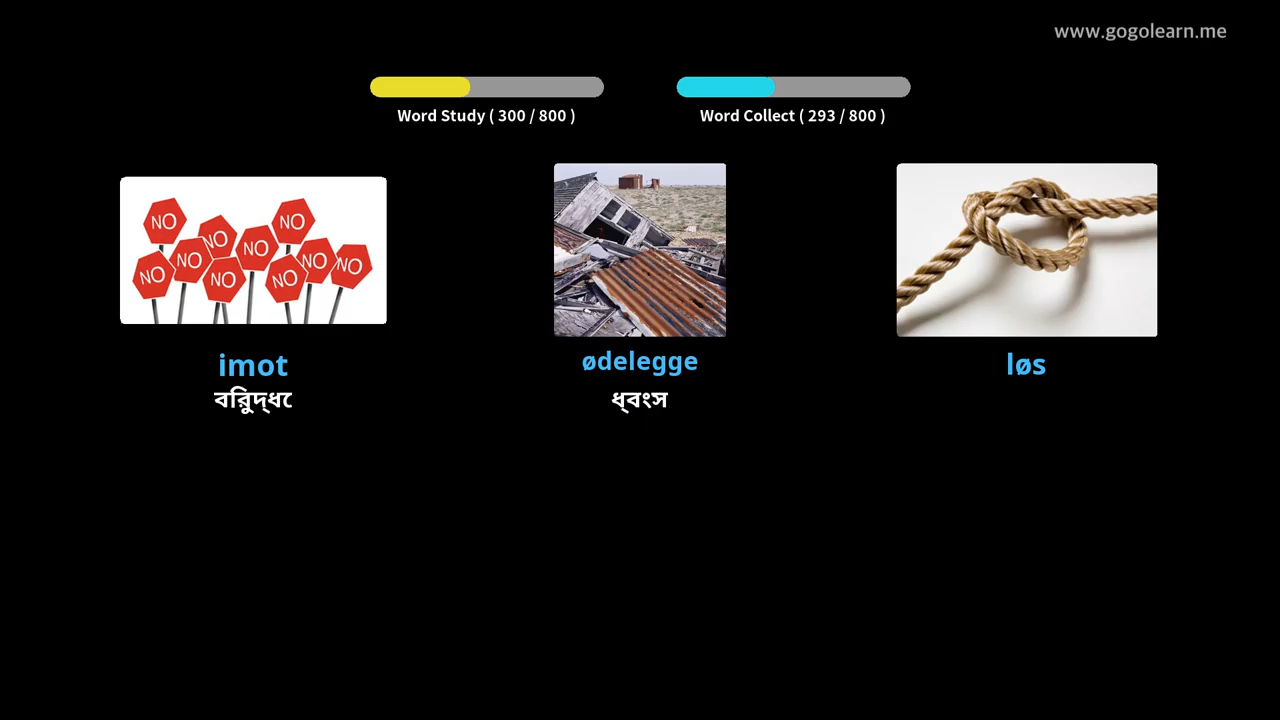 www.gogolearn.me
Word Study ( 300 / 800 )
Word Collect ( 293 / 800 )
NO NO NO NO NO NO NO NO NO
imot
বিরুদ্ধে
ødelegge
ধ্বংস
løs